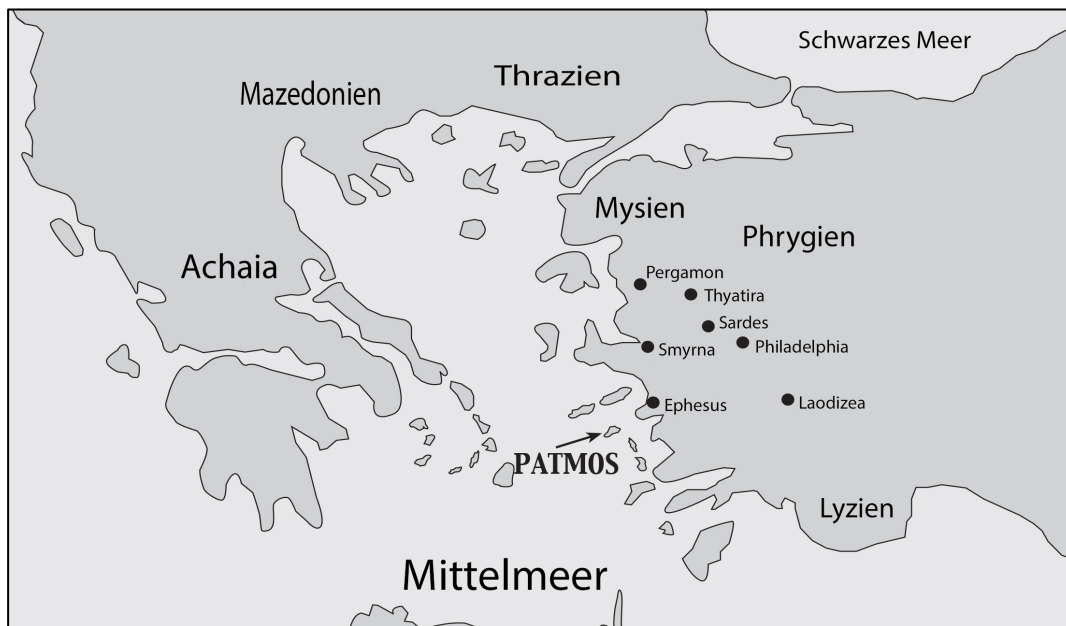 Schwarzes Meer
Thrazien
Mazedonien
Mysien
Phrygien
Achaia
Pergamon
Thyatira
Sardes
Smyrna
Philadelphia
Ephesus
Laodizea
PATMOS
Lyzien
Mittelmeer